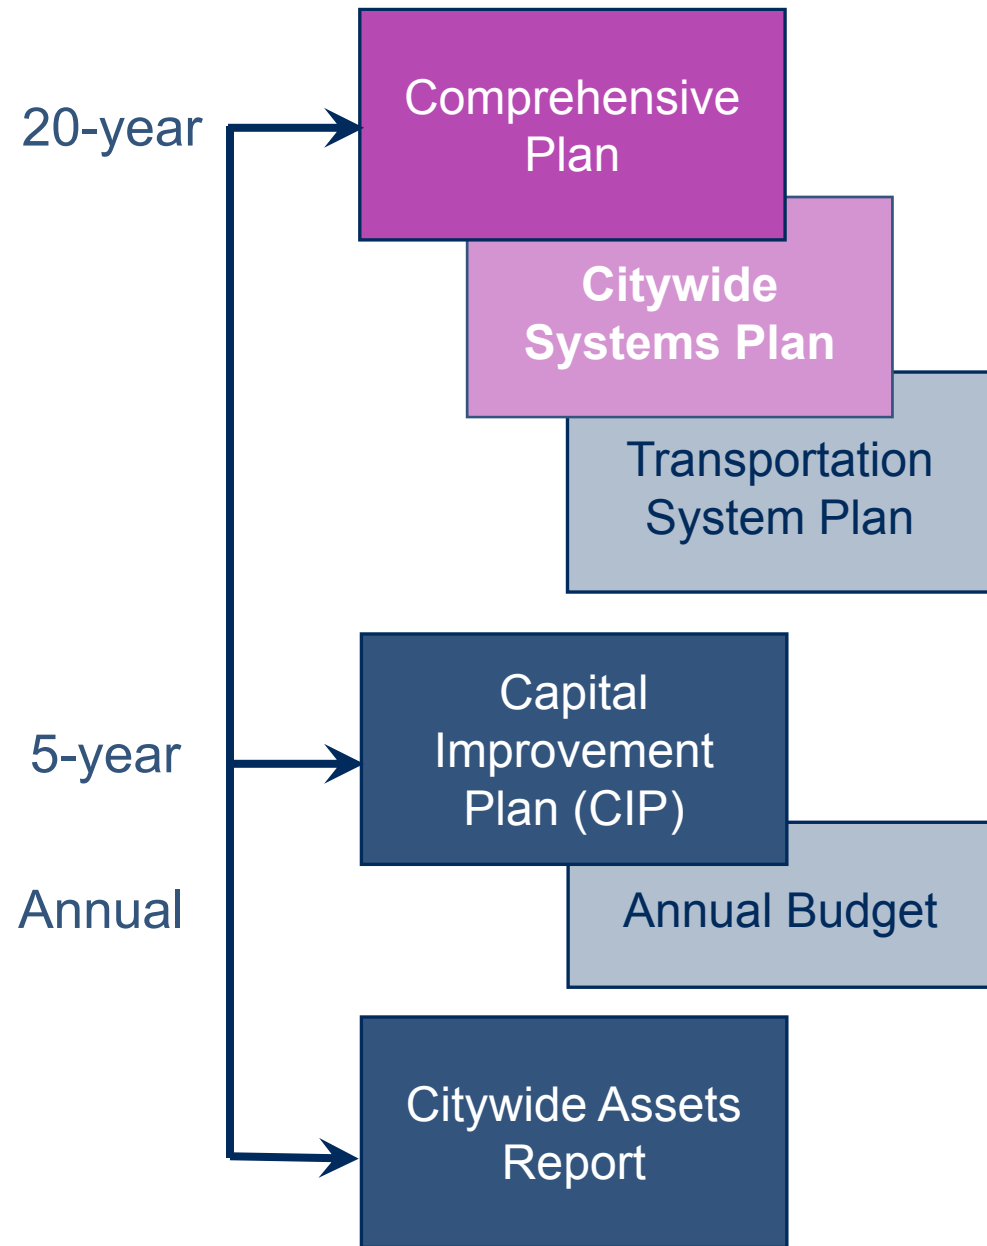 20-year
Comprehensive
Plan
Citywide
Systems Plan
Transportation
System Plan
5-year
Capital
Improvement
Plan (CIP)
Annual
Annual Budget
Citywide Assets
Report